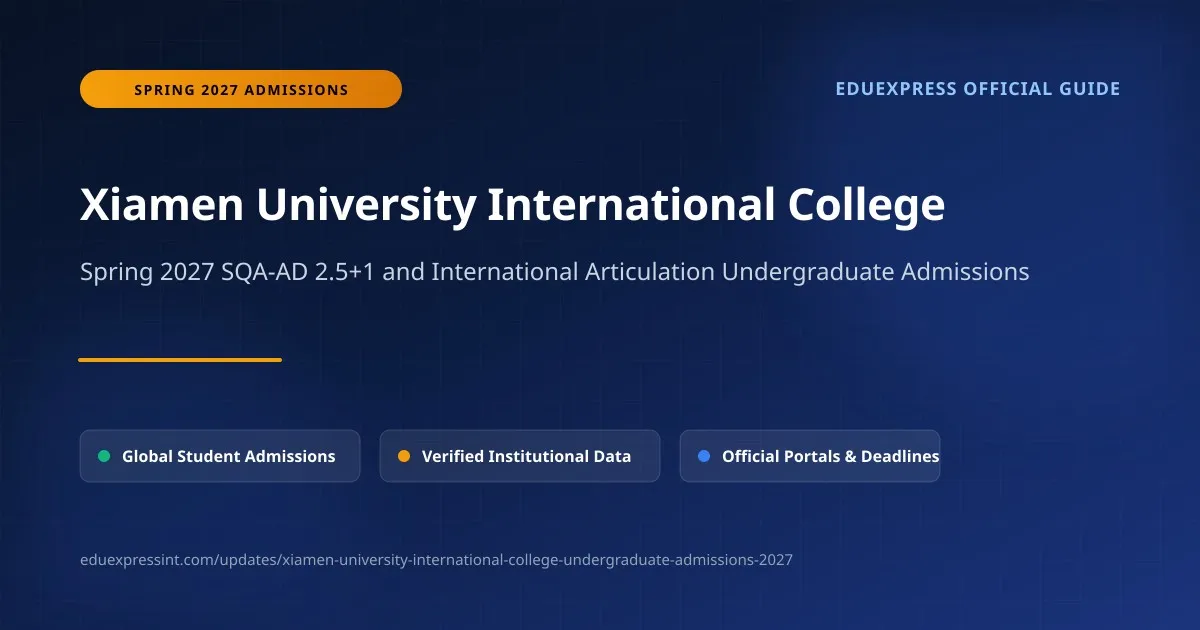 SPRING 2027 ADMISSIONS
EDUEXPRESS OFFICIAL GUIDE
Xiamen University International College
Spring 2027 SQA-AD 2.5+1 and International Articulation Undergraduate Admissions
Global Student Admissions
Verified Institutional Data
Official Portals & Deadlines
eduexpressint.com/updates/xiamen-university-international-college-undergraduate-admissions-2027